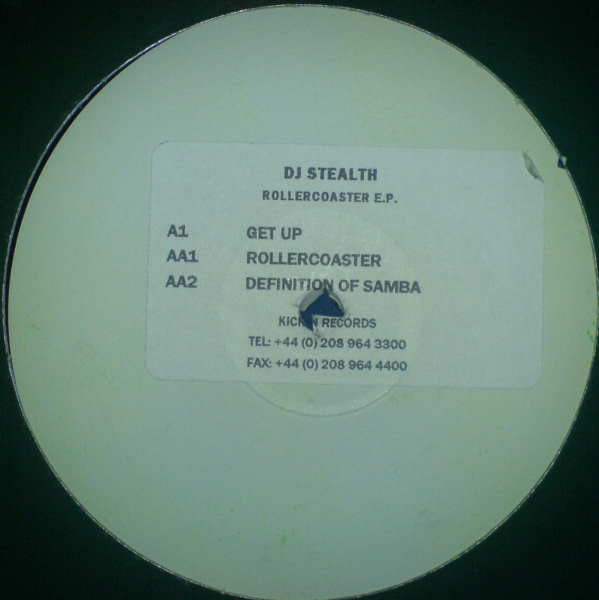 DJ STEALTH
ROLLERCOASTER E.P.
A1 GET UP
AA1 ROLLERCOASTER
AA2 DEFINITION OF SAMBA
KICKIN RECORDS
TEL: +44 (0) 208 964 3300
FAX: +44 (0) 208 964 4400